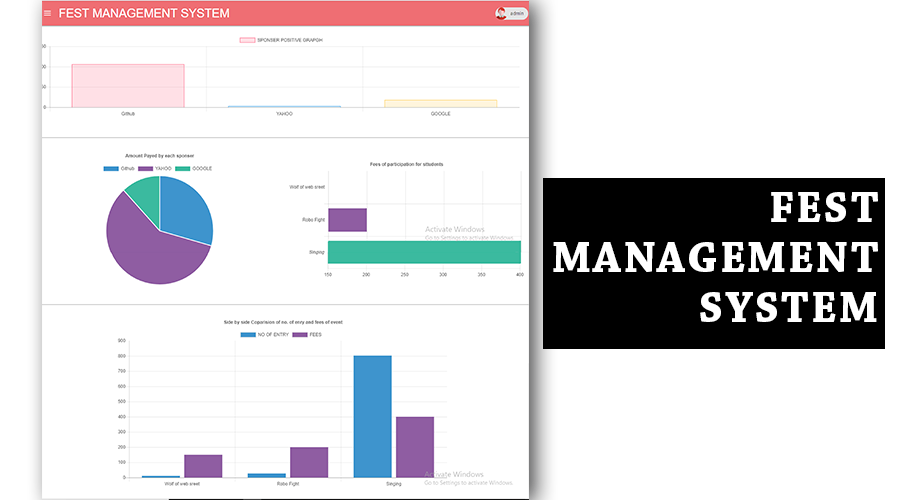 FEST MANAGEMENT SYSTEM
admin
SPONSER POSITIVE GRAPGH
Github
YAHOO
GOOGLE
Amount Payed by each sponser
Github YAHOO GOOGLE
Fees of participation for sttudents
Wolf of web sreet
Robo Fight
Singing
150 200 250 300 350 400
Activate Windows
Go to Settings to activate Windows.
Side by side Coparision of no. of enry and fees of event
NO OF ENTRY FEES
900
800
700
600
500
400
300
200
100
0
Wolf of web sreet
Robo Fight
Singing
Activate Windows
Go to Settings to activate Windows.
FEST
MANAGEMENT
SYSTEM